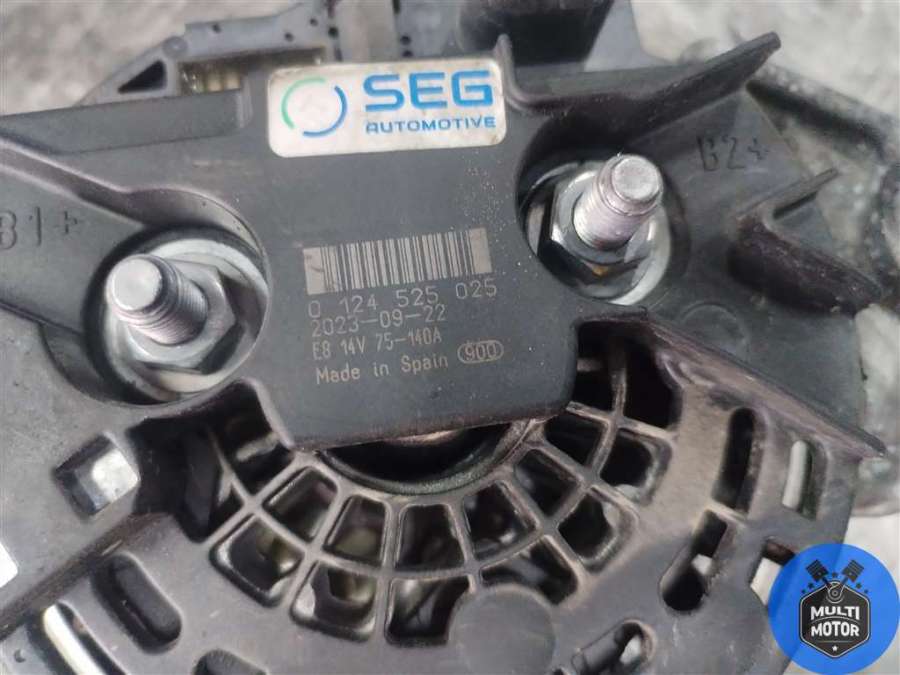 SEG
AUTOMOTIVE
B1+
B2+
0 124 525 025
2023-09-22
E8 14V 75-140A
Made in Spain 900
MULTI
MOTOR